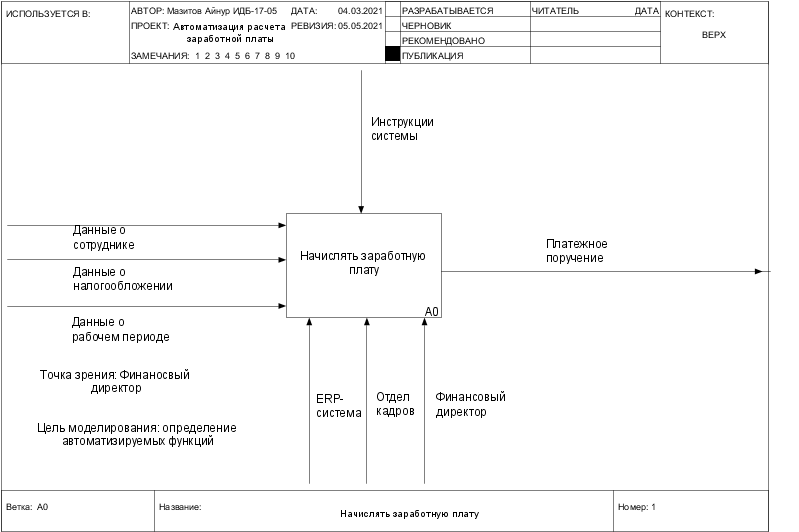 ИСПОЛЬЗУЕТСЯ В:
АВТОР: Мазитов Айнур ИДБ-17-05
ДАТА: 04.03.2021
ПРОЕКТ: Автоматизация расчета
заработной платы
РЕВИЗИЯ: 05.05.2021
ЗАМЕЧАНИЯ: 1 2 3 4 5 6 7 8 9 10
РАЗРАБАТЫВАЕТСЯ
ЧЕРНОВИК
РЕКОМЕНДОВАНО
ПУБЛИКАЦИЯ
ЧИТАТЕЛЬ
ДАТА
КОНТЕКСТ:
ВЕРХ
Инструкции
системы
Данные о
сотруднике
Данные о
налогообложении
Данные о
рабочем периоде
Начислять заработную
плату
A0
Платежное
поручение
Точка зрения: Финаносвый
директор
Цель моделирования: определение
автоматизируемых функций
ERP-
система
Отдел
кадров
Финансовый
директор
Ветка: A0
Название:
Начислять заработную плату
Номер: 1